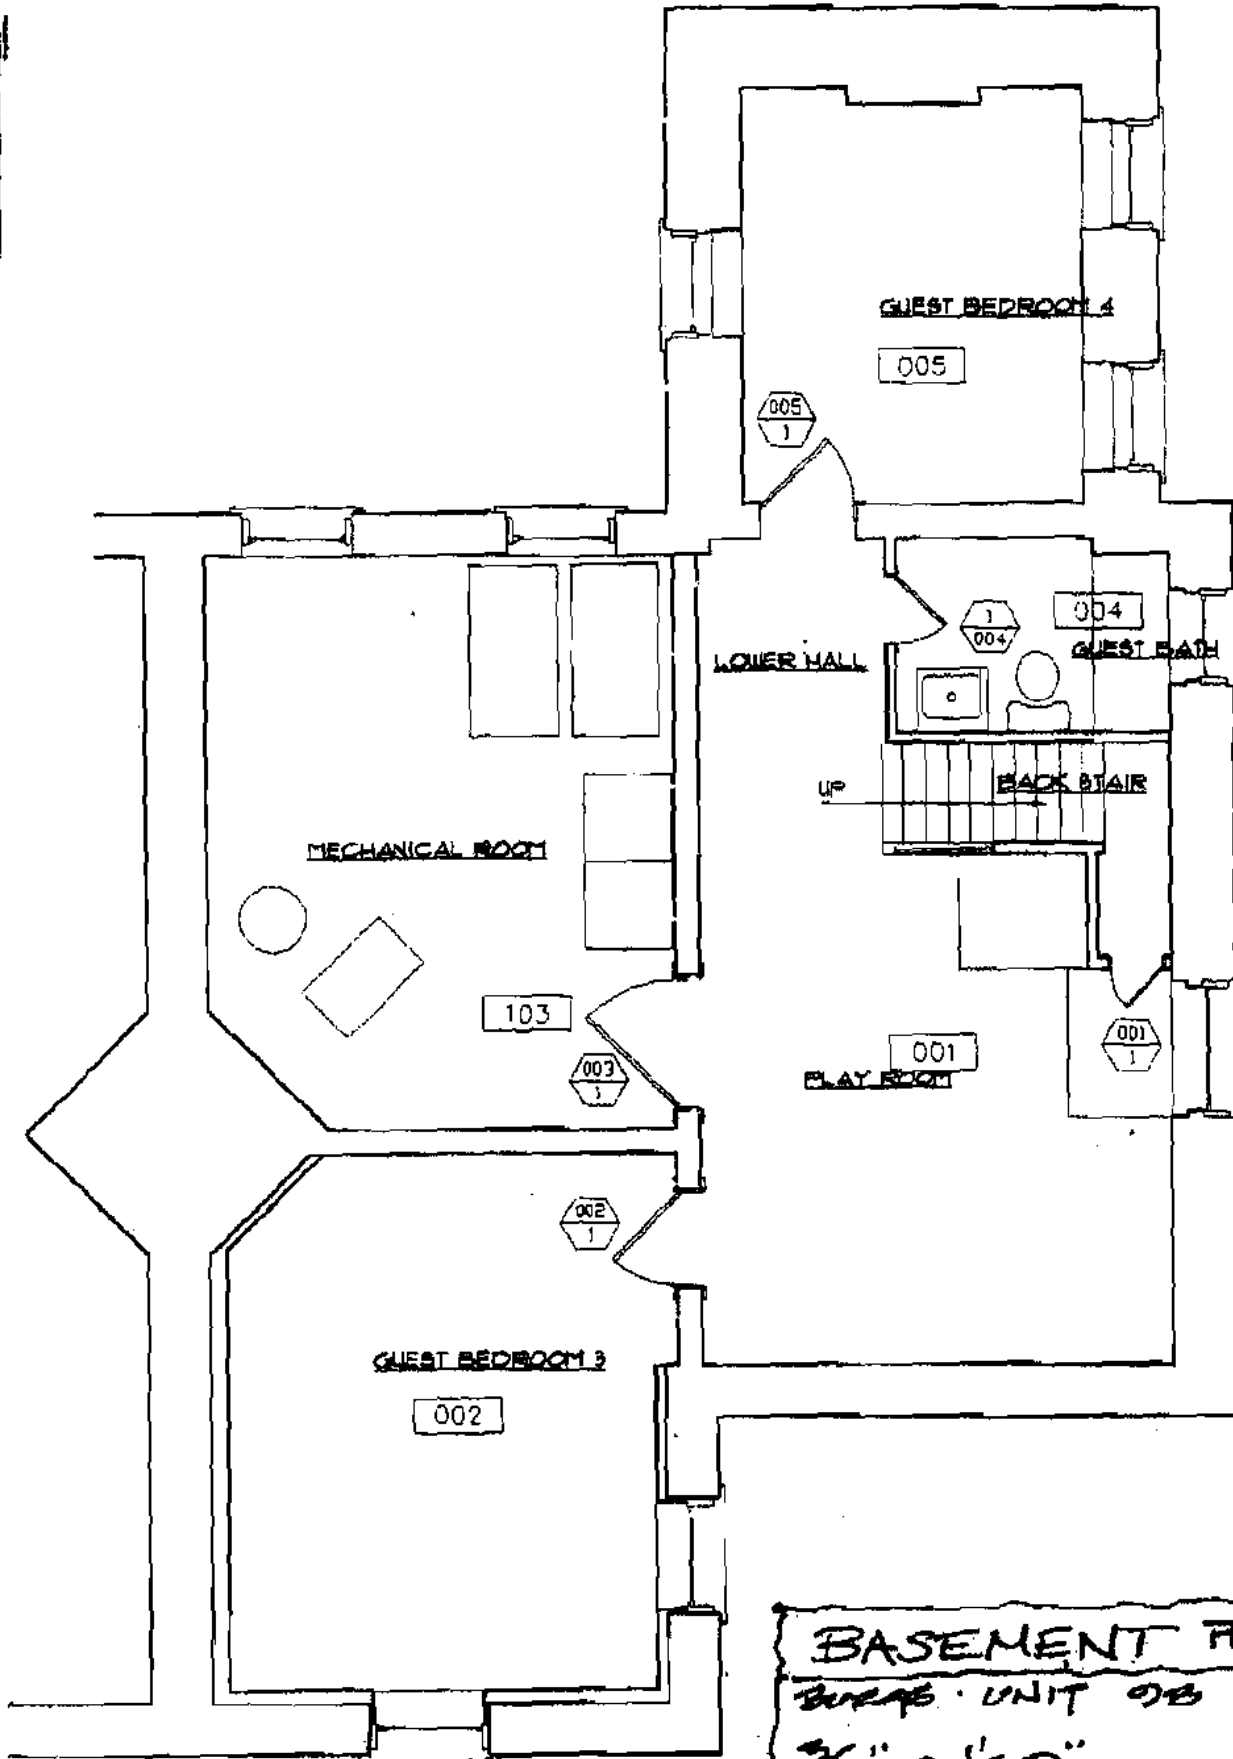 GUEST BEDROOM 4
005
005
1
1
004
004
GUEST BATH
LOWER HALL
UP
BACK STAIR
MECHANICAL ROOM
103
003
1
001
PLAY ROOM
001
1
002
1
GUEST BEDROOM 3
002
BASEMENT
UNIT 9B